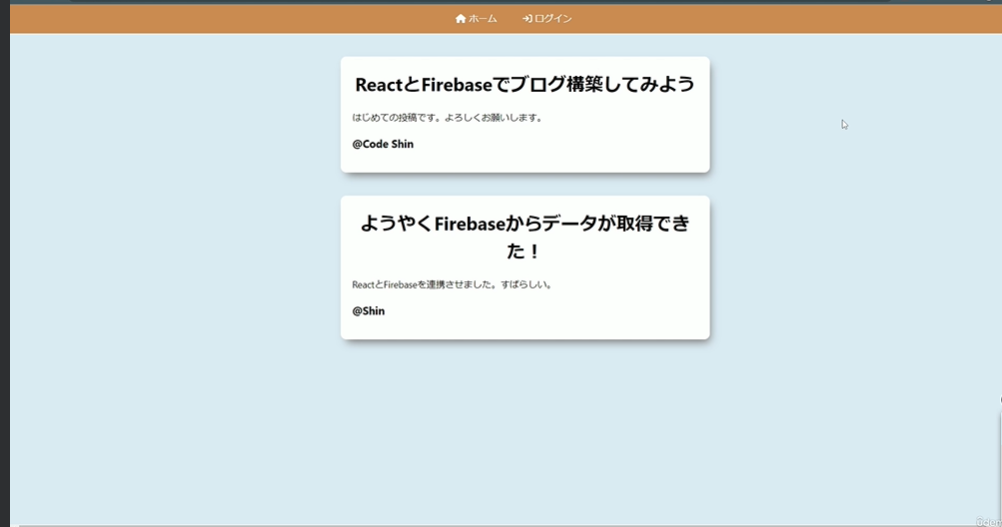 ホーム ログイン
ReactとFirebaseでブログ構築してみよう
はじめての投稿です。よろしくお願いします。
@Code Shin
ようやくFirebaseからデータが取得でき
た！
ReactとFirebaseを連携させました。すばらしい。
@Shin